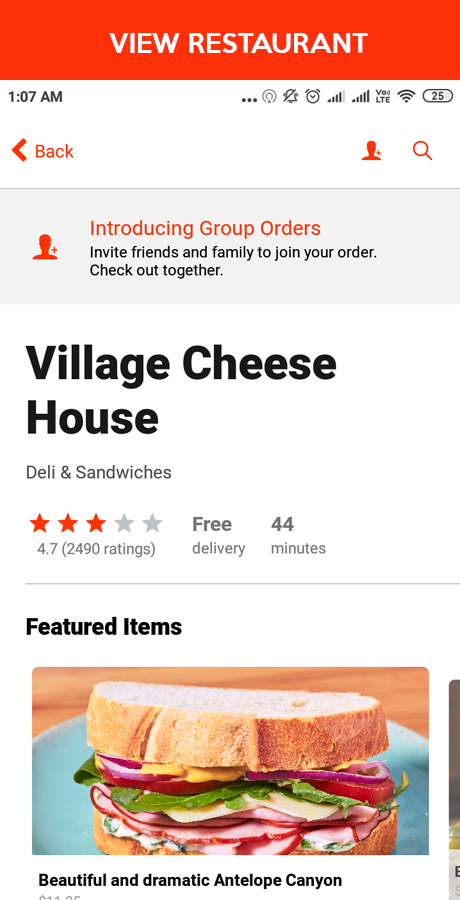 VIEW RESTAURANT
1:07 AM
Vo))
LTE
25
Back
Introducing Group Orders
Invite friends and family to join your order.
Check out together.
Village Cheese
House
Deli & Sandwiches
Free
44
4.7 (2490 ratings)
delivery
minutes
Featured Items
Beautiful and dramatic Antelope Canyon